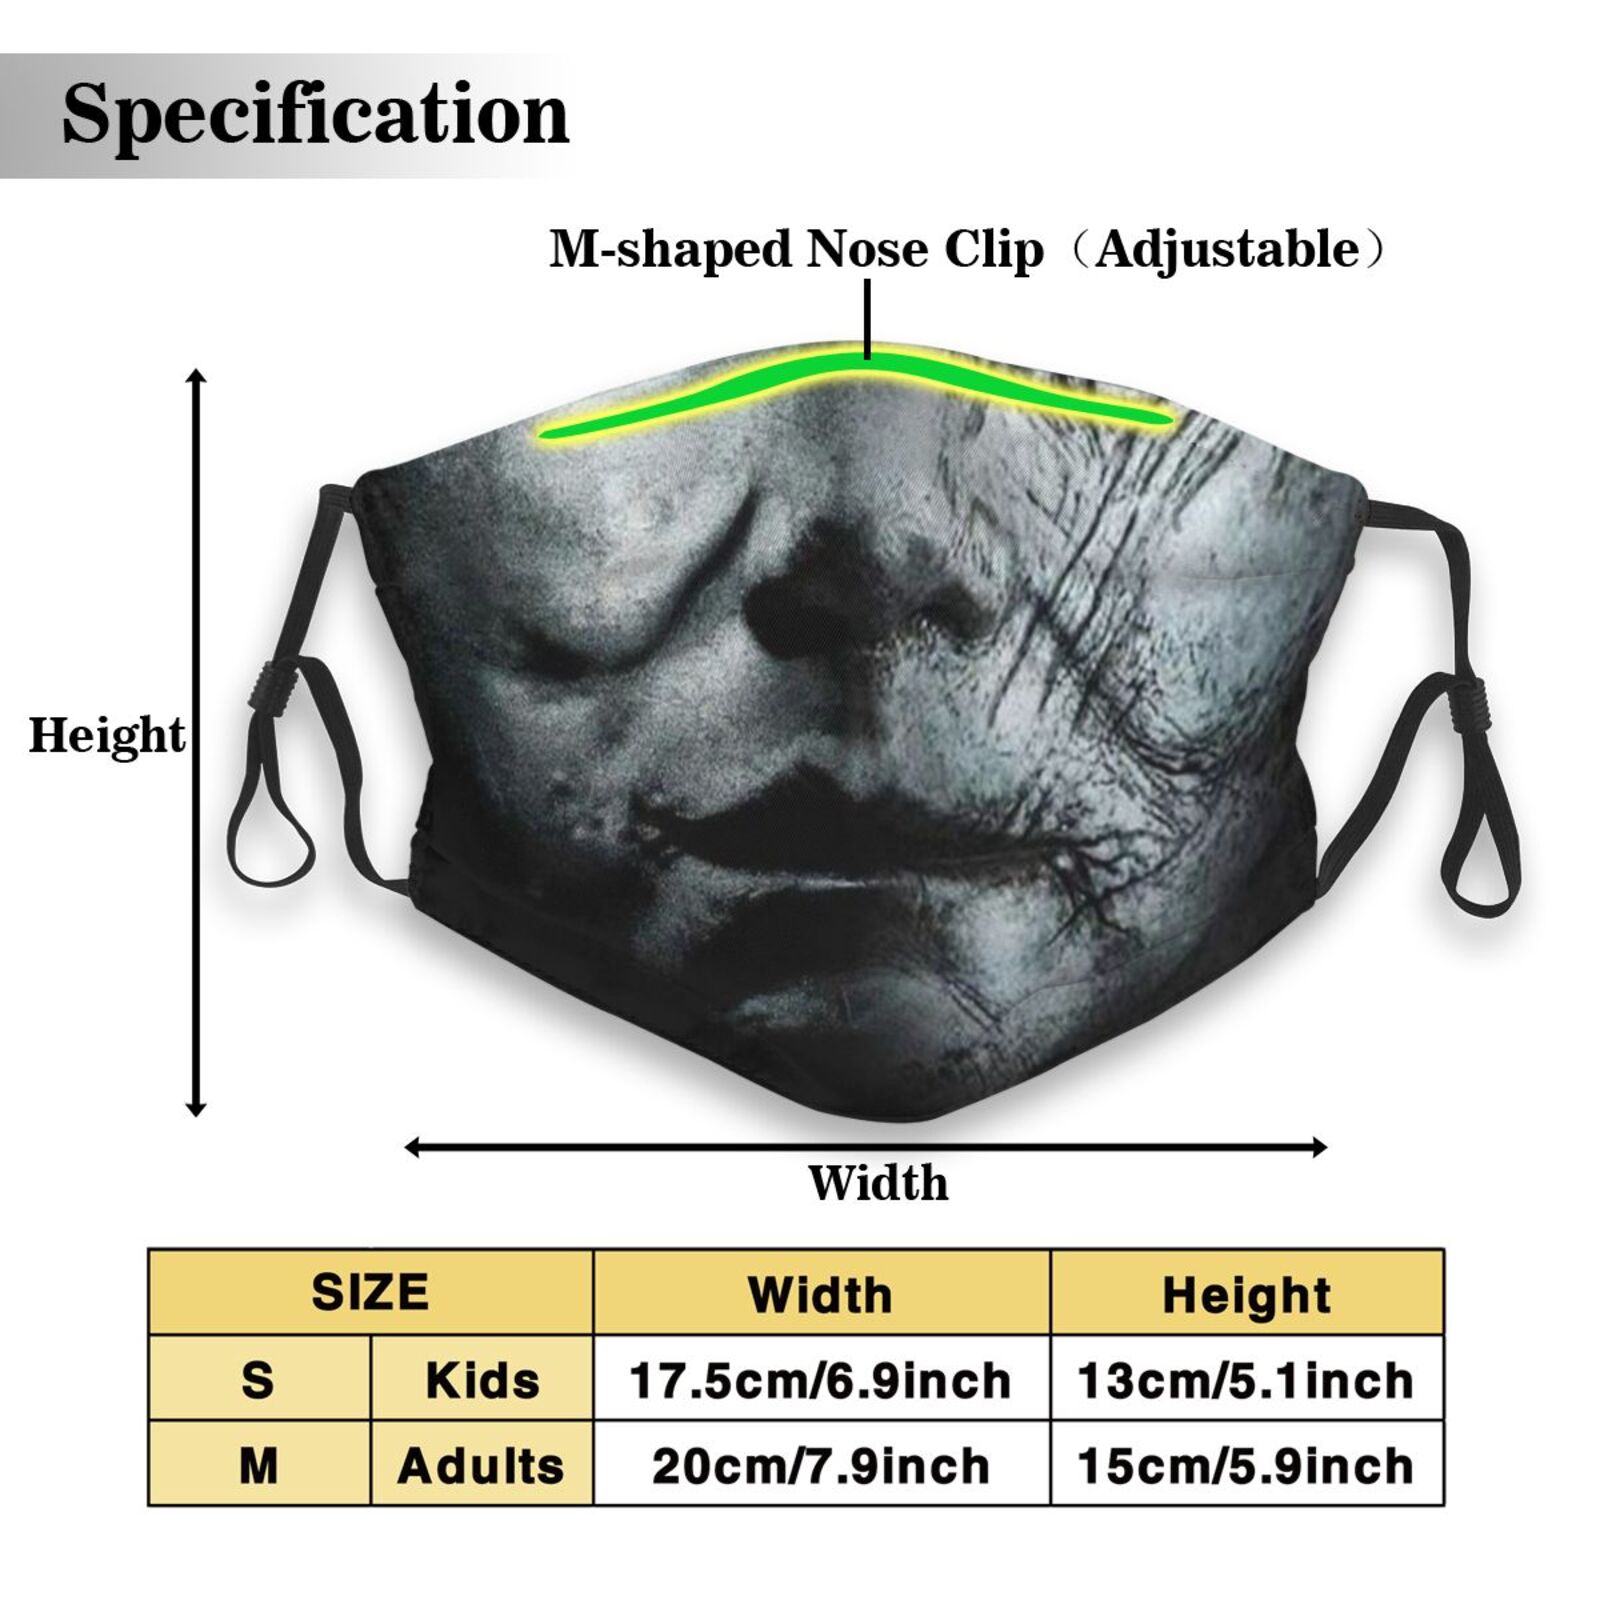 Specification
M-shaped Nose Clip（Adjustable）
Height
Width
SIZE Width Height
S Kids 17.5cm/6.9inch 13cm/5.1inch
M Adults 20cm/7.9inch 15cm/5.9inch